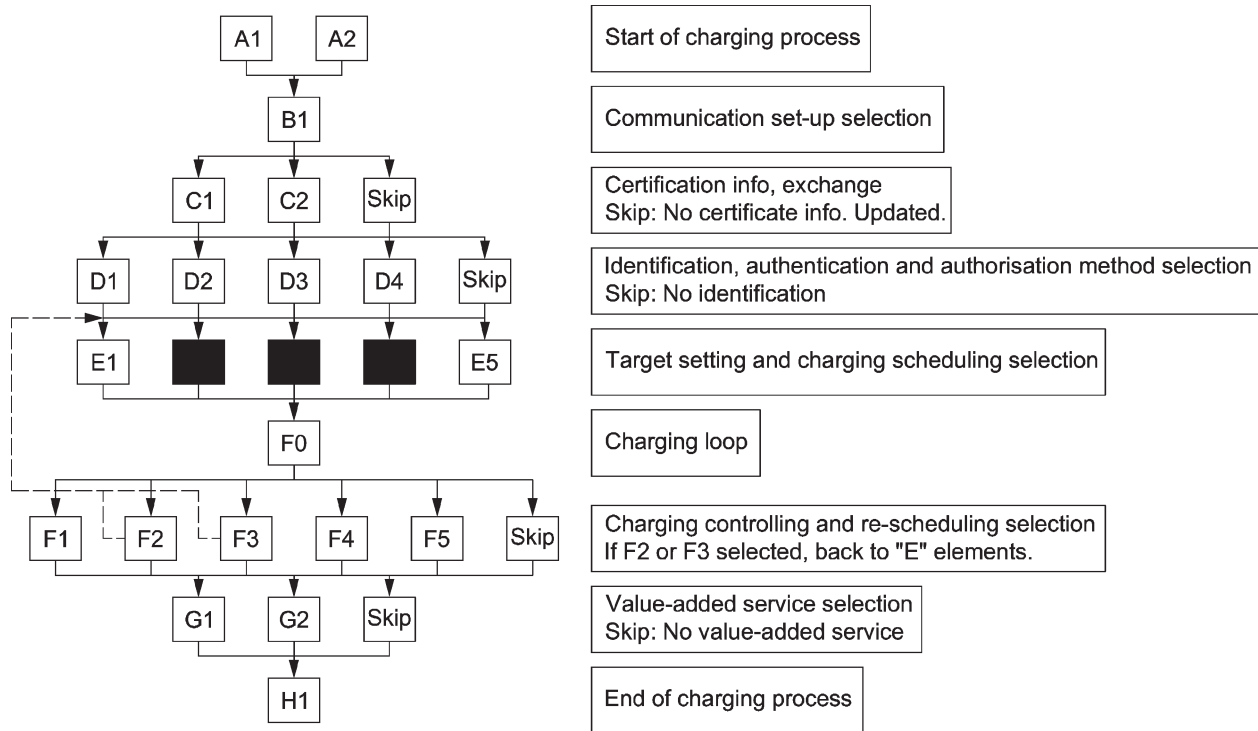 A1 A2 Start of charging process
B1 Communication set-up selection
C1 C2 Skip Certification info, exchange
Skip: No certificate info. Updated.
D1 D2 D3 D4 Skip Identification, authentication and authorisation method selection
Skip: No identification
E1 E5 Target setting and charging scheduling selection
F0 Charging loop
F1 F2 F3 F4 F5 Skip Charging controlling and re-scheduling selection
If F2 or F3 selected, back to "E" elements.
G1 G2 Skip Value-added service selection
Skip: No value-added service
H1 End of charging process